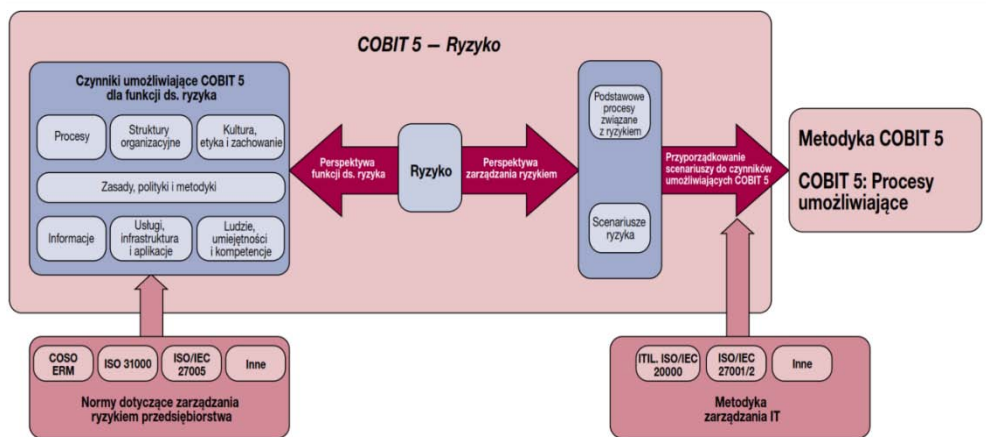 COBIT 5 — Ryzyko
Czynniki umożliwiające COBIT 5
dla funkcji ds. ryzyka
Procesy
Struktury
organizacyjne
Kultura,
etyka i zachowanie
Zasady, polityki i metodyki
Informacje
Usługi,
infrastruktura
i aplikacje
Ludzie,
umiejętności
i kompetencje
Perspektywa
funkcji ds. ryzyka
Ryzyko
Perspektywa
zarządzania ryzykiem
Podstawowe
procesy
związane
z ryzykiem
Scenariusze
ryzyka
Przyporządkowanie
scenariuszy do czynników
umożliwiających COBIT 5
Metodyka COBIT 5
COBIT 5: Procesy
umożliwiające
COSO
ERM
ISO 31000
ISO/IEC
27005
Inne
Normy dotyczące zarządzania
ryzykiem przedsiębiorstwa
ITIL. ISO/IEC
20000
ISO/IEC
27001/2
Inne
Metodyka
zarządzania IT